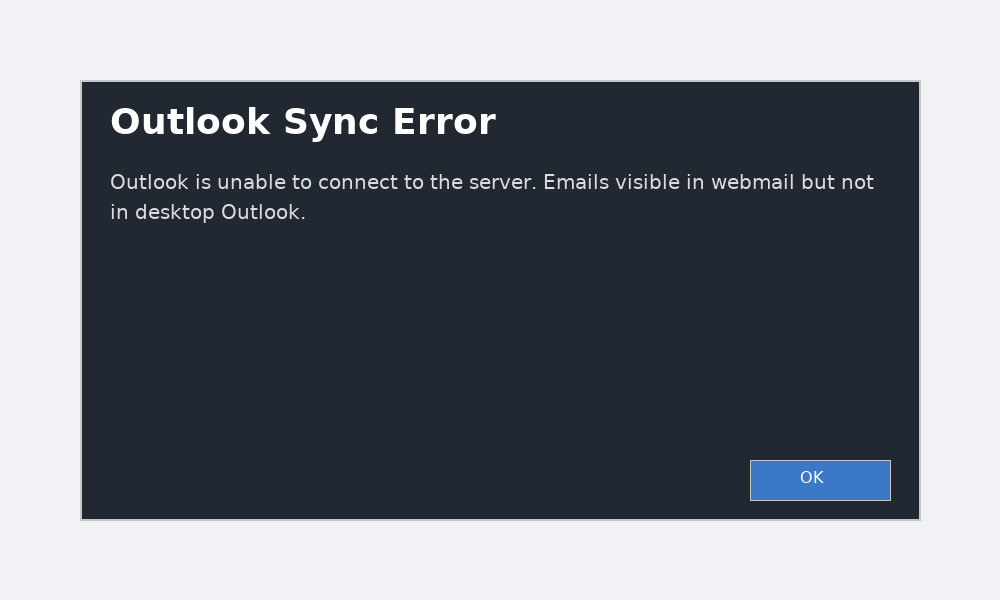 Outlook Sync Error
Outlook is unable to connect to the server. Emails visible in webmail but not
in desktop Outlook.
OK